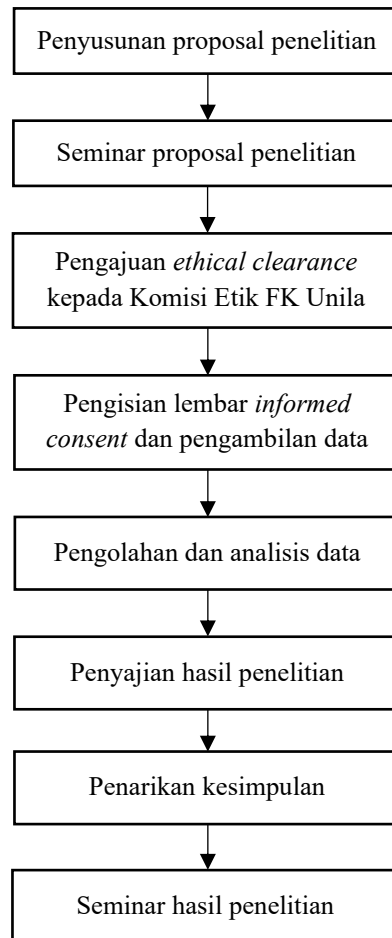 Penyusunan proposal penelitian
Seminar proposal penelitian
Pengajuan ethical clearance
kepada Komisi Etik FK Unila
Pengisian lembar informed
consent dan pengambilan data
Pengolahan dan analisis data
Penyajian hasil penelitian
Penarikan kesimpulan
Seminar hasil penelitian